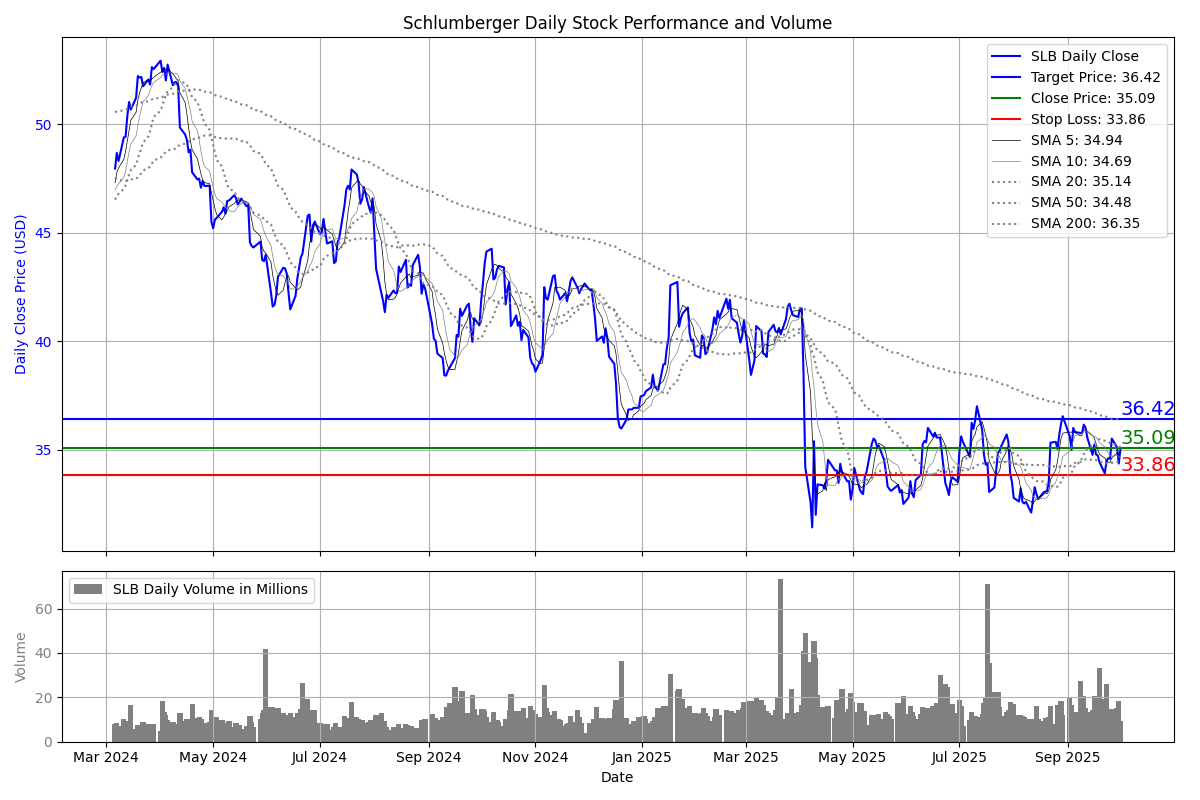 Schlumberger Daily Stock Performance and Volume
Daily Close Price (USD)
50
45
40
35
SLB Daily Close
Target Price: 36.42
Close Price: 35.09
Stop Loss: 33.86
SMA 5: 34.94
SMA 10: 34.69
SMA 20: 35.14
SMA 50: 34.48
SMA 200: 36.35
36.42
35.09
33.86
SLB Daily Volume in Millions
Volume
60
40
20
0
Mar 2024
May 2024
Jul 2024
Sep 2024
Nov 2024
Jan 2025
Mar 2025
May 2025
Jul 2025
Sep 2025
Date